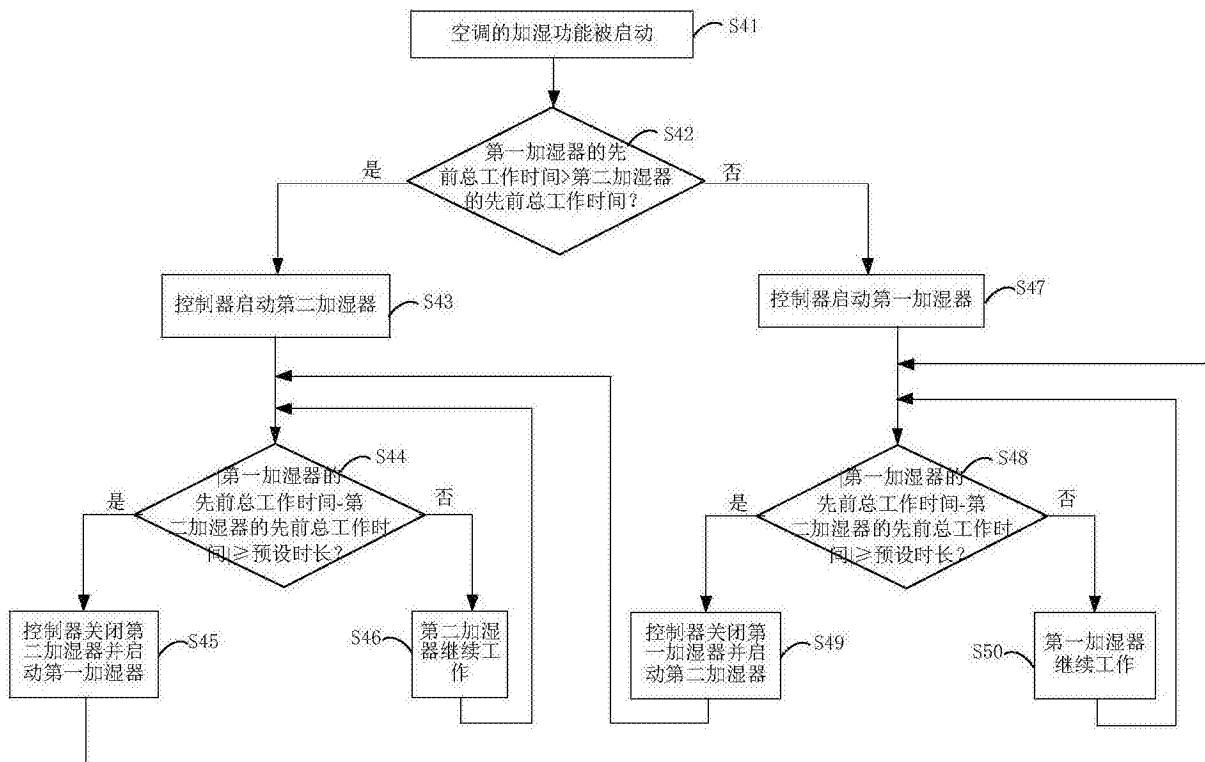 空调的加湿功能被启动
S41
S42
第一加湿器的先
前总工作时间>第二加湿器
的先前总工作时间?
是
否
控制器启动第二加湿器
S43
控制器启动第一加湿器
S47
S44
|第一加湿器的
先前总工作时间-第
二加湿器的先前总工作时
间|≥预设时长?
是
否
S48
|第一加湿器的
先前总工作时间-第
二加湿器的先前总工作时
间|≥预设时长?
是
否
控制器关闭第
二加湿器并启
动第一加湿器
S45
S46
第二加湿
器继续工
作
控制器关闭第
一加湿器并启
动第二加湿器
S49
S50
第一加湿器
继续工作